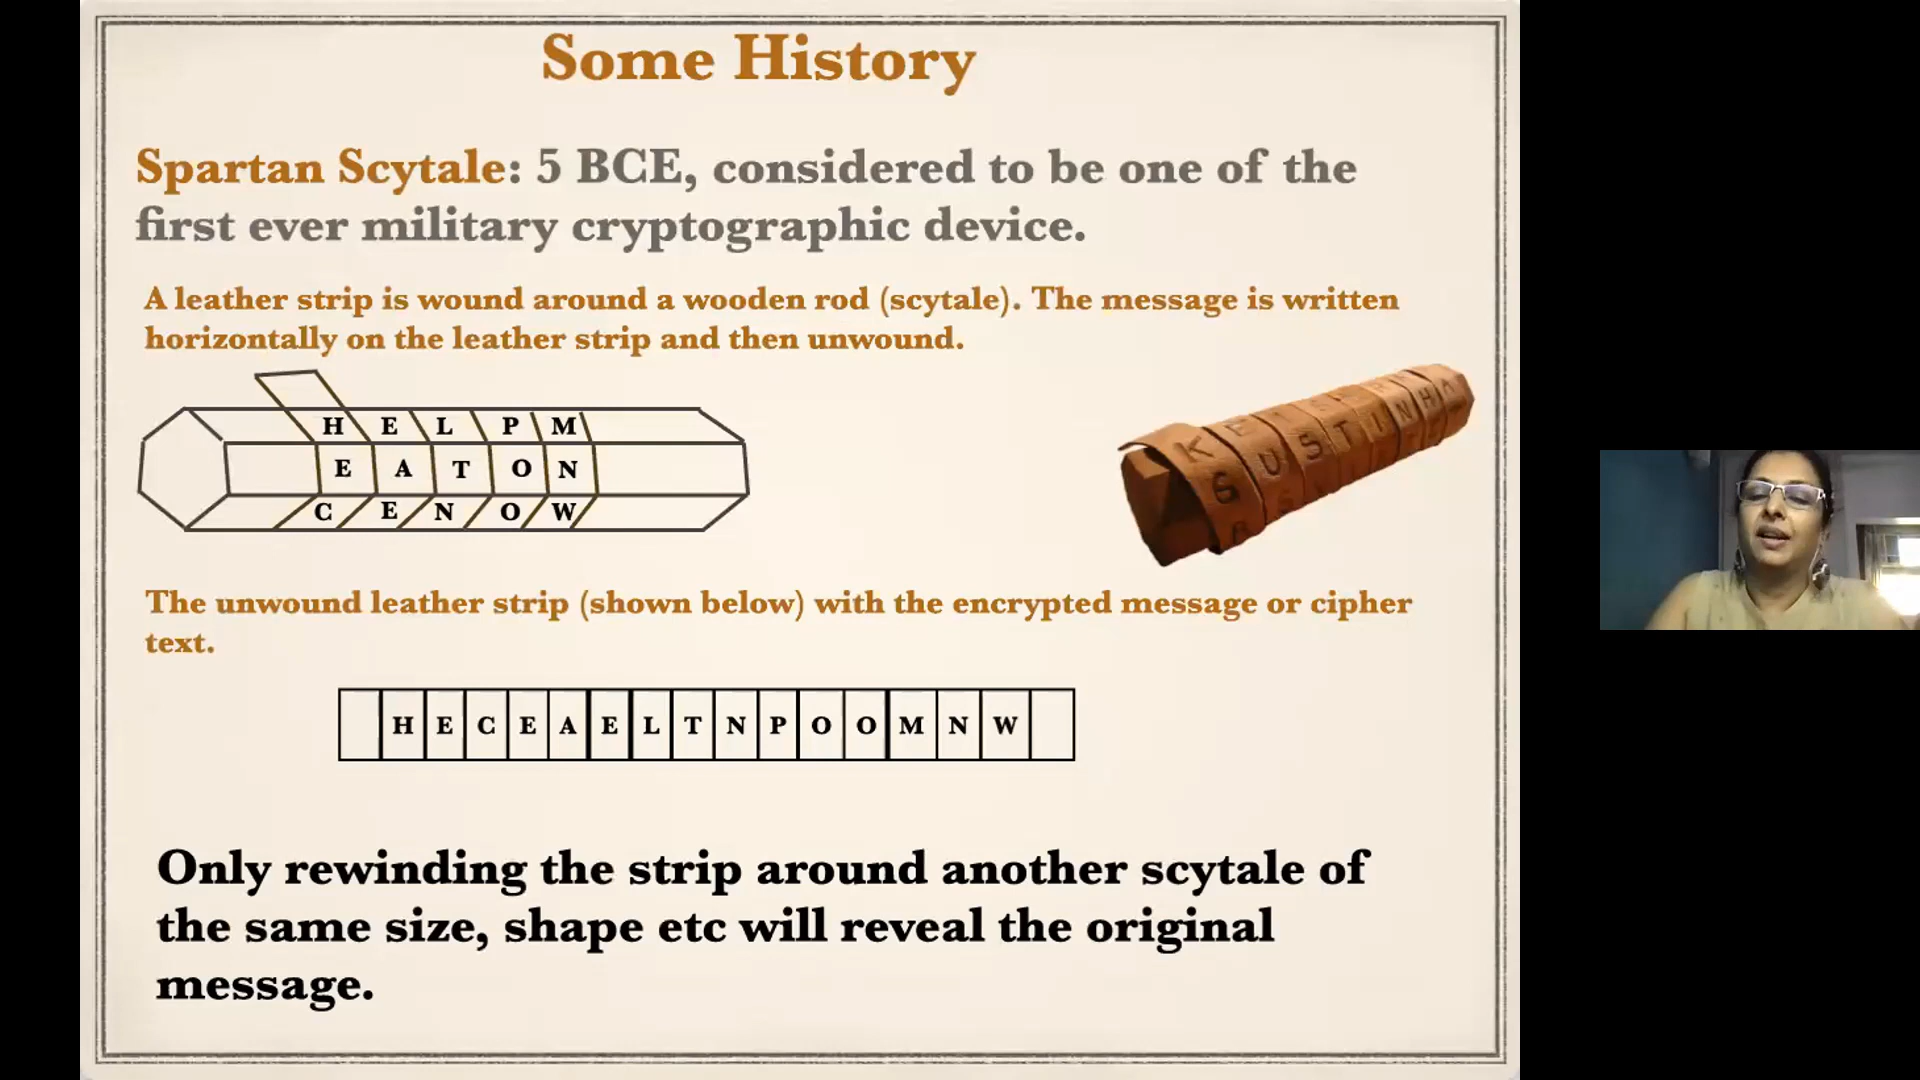 Some History
Spartan Scytale: 5 BCE, considered to be one of the
first ever military cryptographic device.
A leather strip is wound around a wooden rod (scytale). The message is written
horizontally on the leather strip and then unwound.
H E L P M
E A T O N
C E N O W
K E
S U S T I N H A
The unwound leather strip (shown below) with the encrypted message or cipher
text.
H E C E A E L T N P O O M N W
Only rewinding the strip around another scytale of
the same size, shape etc will reveal the original
message.